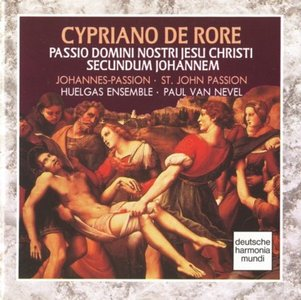 CYPRIANO DE RORE
PASSIO DOMINI NOSTRI JESU CHRISTI
SECUNDUM JOHANNEM
JOHANNES-PASSION · ST. JOHN PASSION
HUELGAS ENSEMBLE · PAUL VAN NEVEL
deutsche
harmonia
mundi